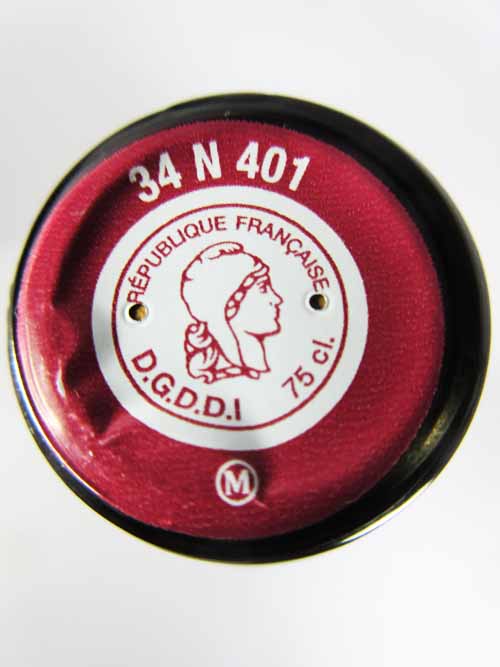 34 N 401
RÉPUBLIQUE FRANÇAISE
D.G.D.D.I
75 cl.
M